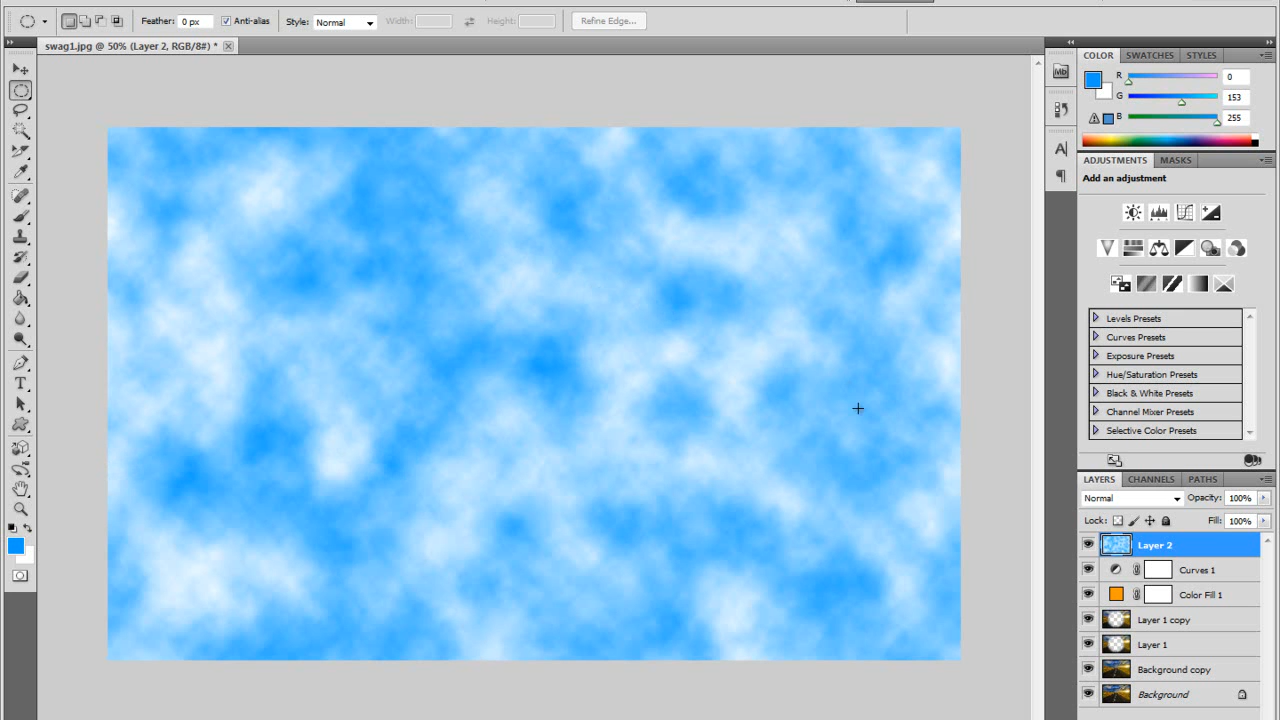 Feather: 0 px Anti-alias Style: Normal Width: Height: Refine Edge...
swag1.jpg @ 50% (Layer 2, RGB/8#) *
COLOR SWATCHES STYLES
R 0
G 153
B 255
Mb
A
T
ADJUSTMENTS MASKS
Add an adjustment
Levels Presets
Curves Presets
Exposure Presets
Hue/Saturation Presets
Black & White Presets
Channel Mixer Presets
Selective Color Presets
LAYERS CHANNELS PATHS
Normal Opacity: 100%
Lock: Fill: 100%
Layer 2
Curves 1
Color Fill 1
Layer 1 copy
Layer 1
Background copy
Background